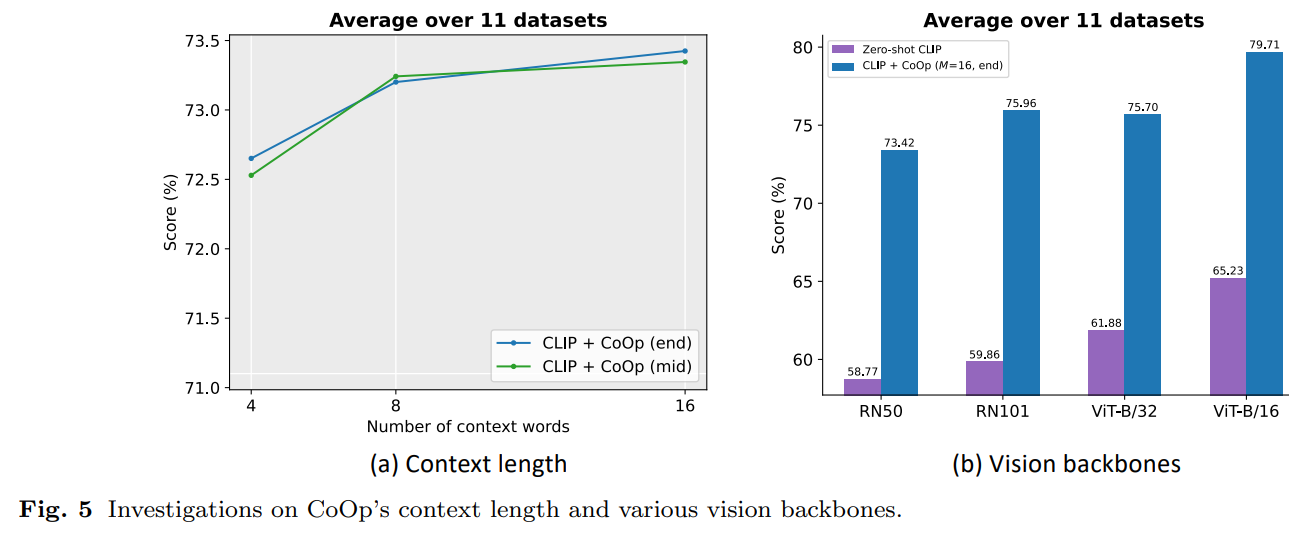 Average over 11 datasets
73.5
73.0
72.5
72.0
71.5
71.0
Score (%)
CLIP + CoOp (end)
CLIP + CoOp (mid)
4 8 16
Number of context words
(a) Context length
Average over 11 datasets
80
75
70
65
60
Score (%)
Zero-shot CLIP
CLIP + CoOp (M=16, end)
58.77 73.42
59.86 75.96
61.88 75.70
65.23 79.71
RN50 RN101 ViT-B/32 ViT-B/16
(b) Vision backbones
Fig. 5 Investigations on CoOp's context length and various vision backbones.